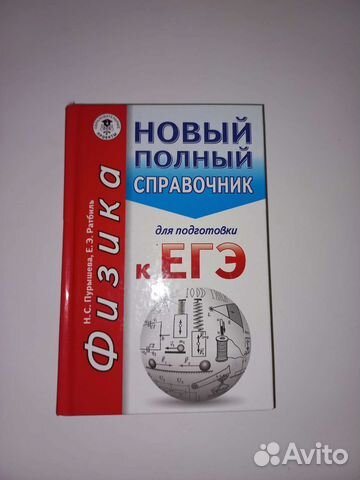 НОВЫЙ
ПОЛНЫЙ
СПРАВОЧНИК
для подготовки
к ЕГЭ
Физика
Н.С. Пурышева, Е.Э. Ратбиль
Avito